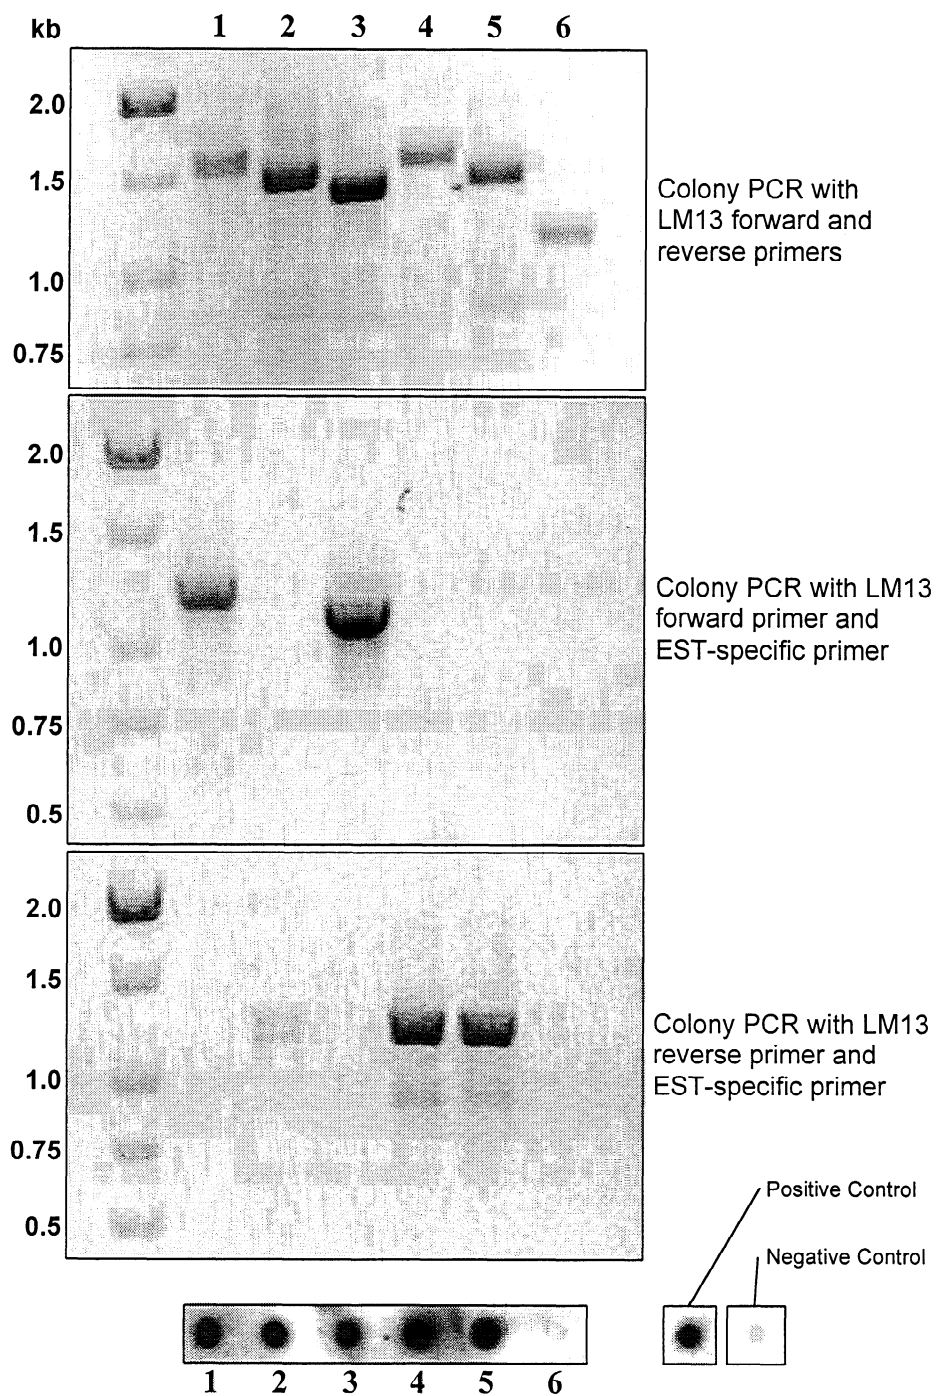 kb 1 2 3 4 5 6
2.0
1.5
1.0
0.75
Colony PCR with
LM13 forward and
reverse primers
2.0
1.5
1.0
0.75
0.5
Colony PCR with LM13
forward primer and
EST-specific primer
2.0
1.5
1.0
0.75
0.5
Colony PCR with LM13
reverse primer and
EST-specific primer
Positive Control
Negative Control
1 2 3 4 5 6